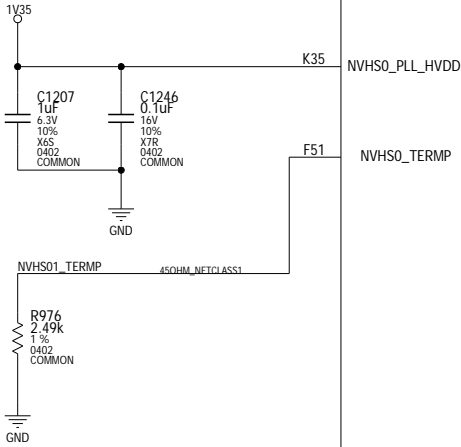 1V35
K35
NVHS0_PLL_HVDD
C1207
1uF
6.3V
10%
X6S
0402
COMMON
C1246
0.1uF
16V
10%
X7R
0402
COMMON
GND
F51
NVHS0_TERMP
NVHS01_TERMP
45OHM_NETCLASS1
R976
2.49k
1 %
0402
COMMON
GND